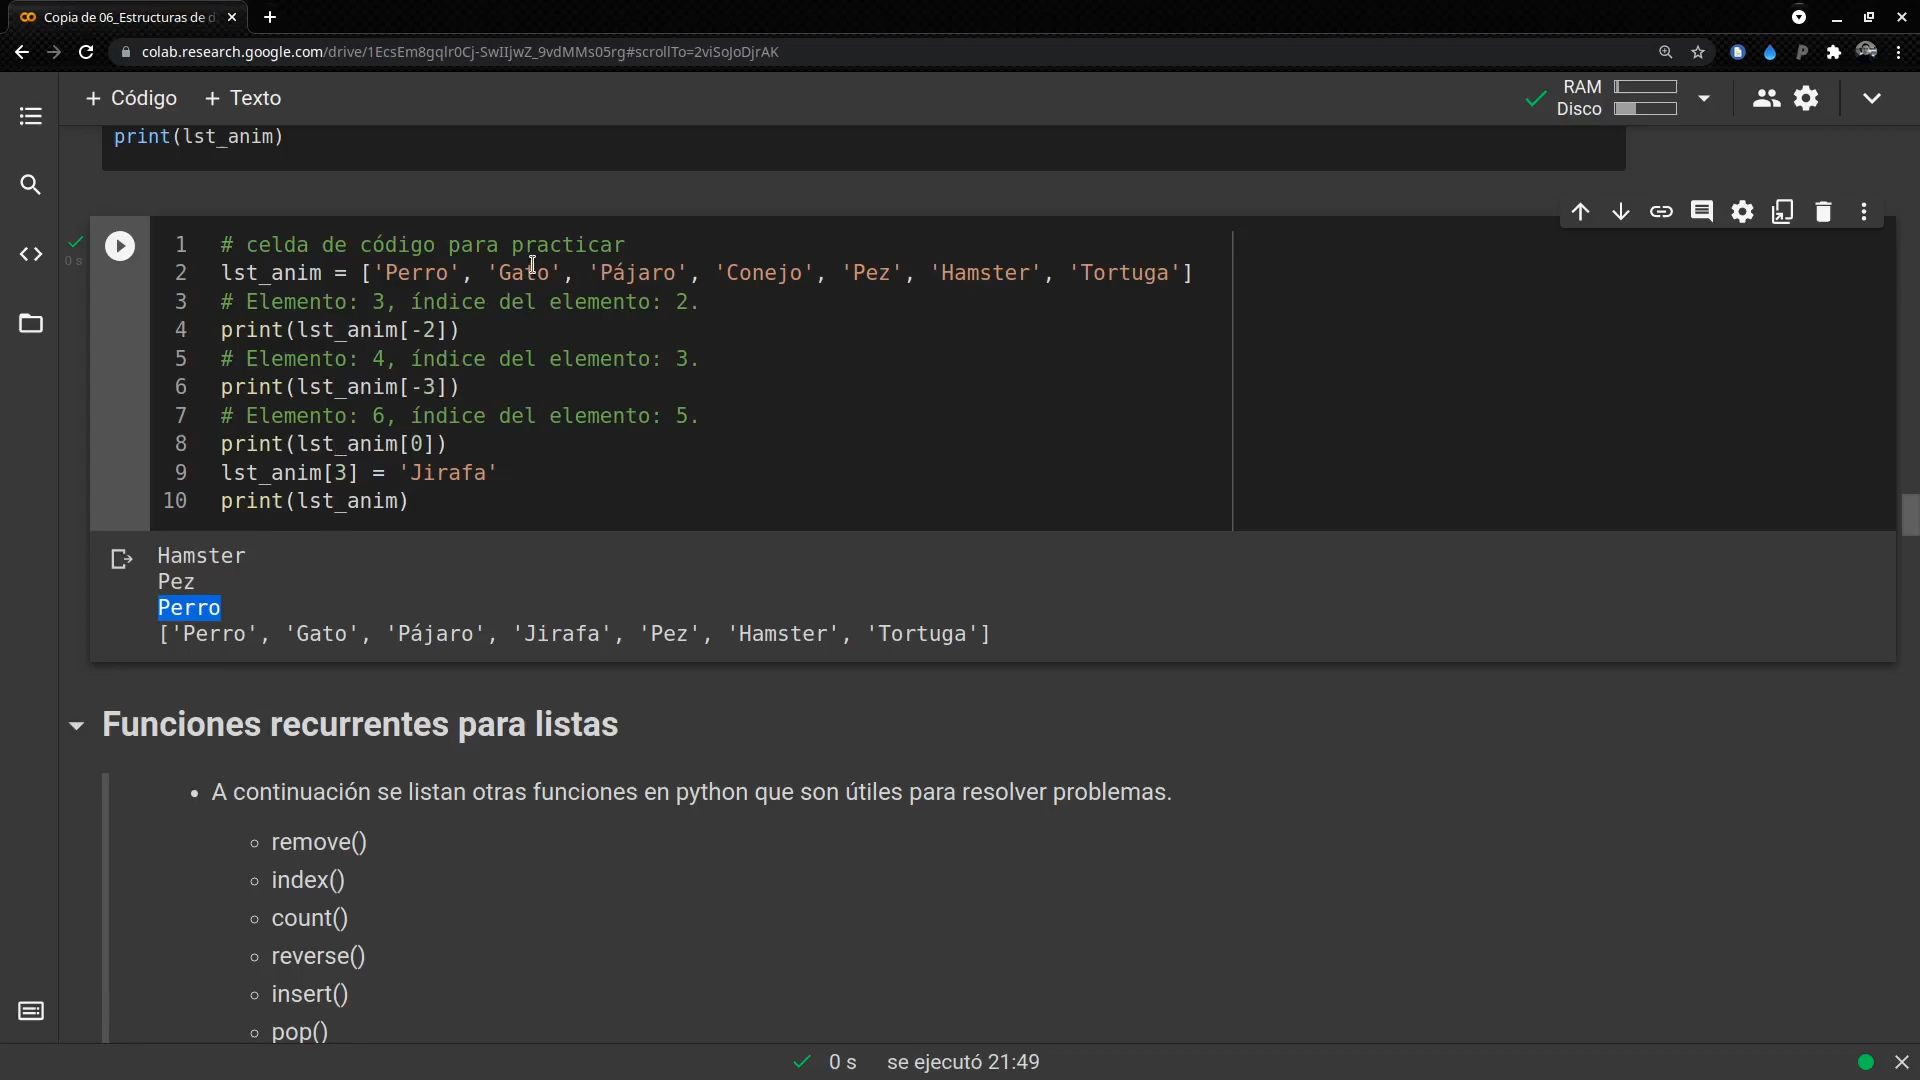 Copia de 06_Estructuras de d
colab.research.google.com/drive/1EcsEm8gqlr0Cj-SwIIjwZ_9vdMMs05rg#scrollTo=2viSoJoDjrAK
+ Código + Texto
RAM
Disco
print(lst_anim)
0 s
1 # celda de código para practicar
2 lst_anim = ['Perro', 'Gato', 'Pájaro', 'Conejo', 'Pez', 'Hamster', 'Tortuga']
3 # Elemento: 3, índice del elemento: 2.
4 print(lst_anim[-2])
5 # Elemento: 4, índice del elemento: 3.
6 print(lst_anim[-3])
7 # Elemento: 6, índice del elemento: 5.
8 print(lst_anim[0])
9 lst_anim[3] = 'Jirafa'
10 print(lst_anim)
Hamster
Pez
Perro
['Perro', 'Gato', 'Pájaro', 'Jirafa', 'Pez', 'Hamster', 'Tortuga']
Funciones recurrentes para listas
• A continuación se listan otras funciones en python que son útiles para resolver problemas.
◦ remove()
◦ index()
◦ count()
◦ reverse()
◦ insert()
◦ pop()
0 s se ejecutó 21:49